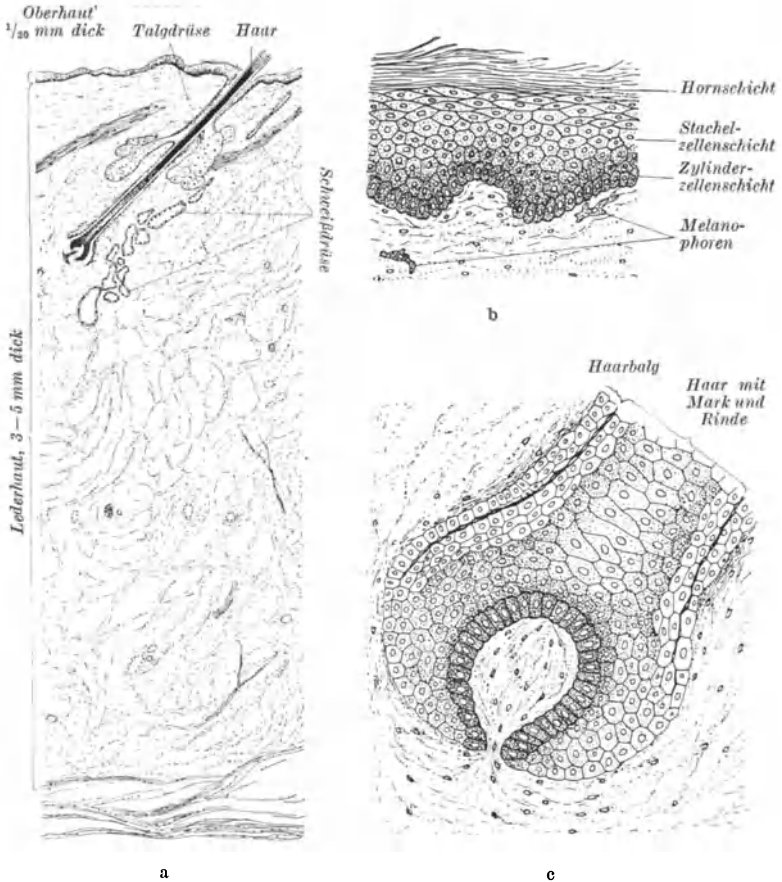 Oberhaut'
1/20 mm dick
Talgdrüse
Haar
Schweißdrüse
Lederhaut, 3–5 mm dick
a
Hornschicht
Stachel-
zellenschicht
Zylinder-
zellenschicht
Melano-
phoren
b
Haarbalg
Haar mit
Mark und
Rinde
c